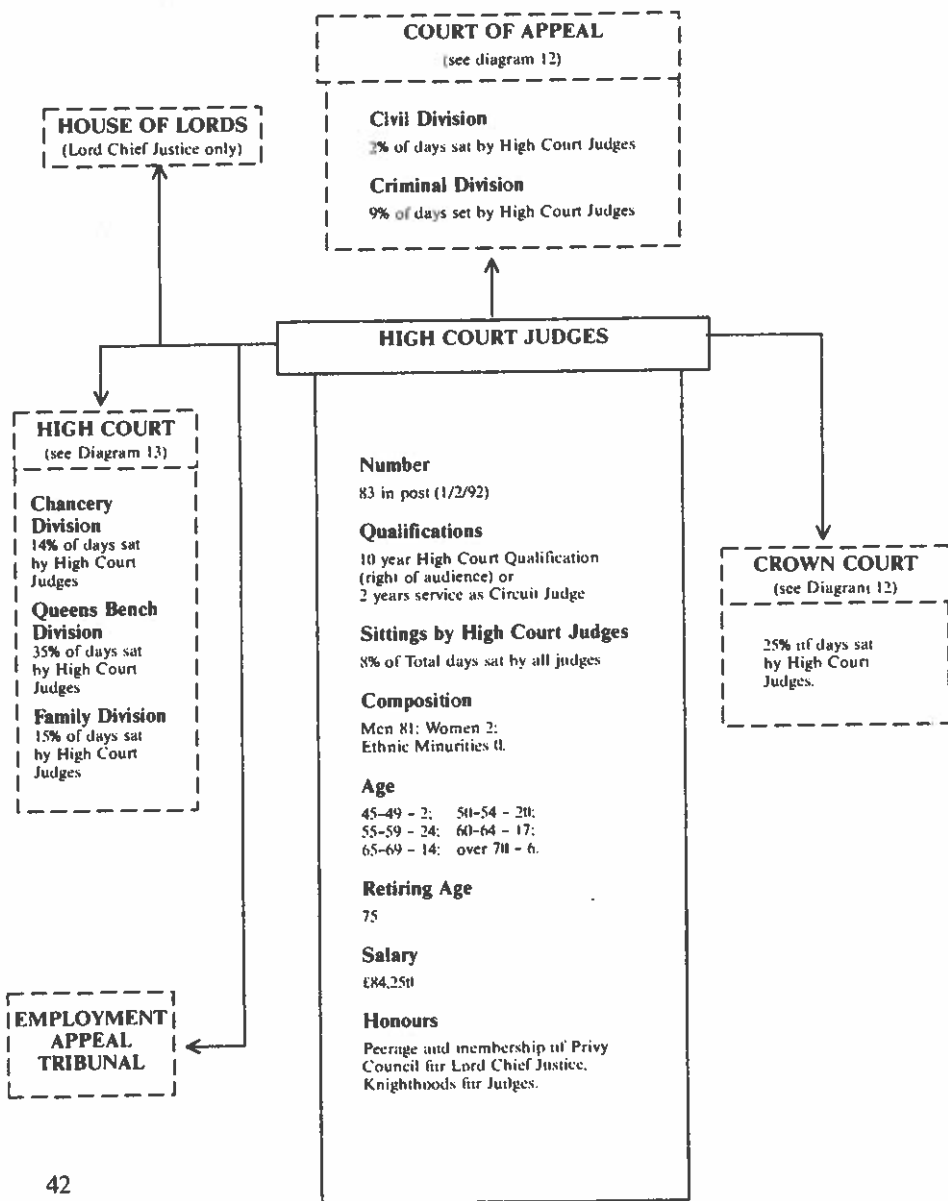 COURT OF APPEAL
(see diagram 12)
Civil Division
2% of days sat by High Court Judges
Criminal Division
9% of days set by High Court Judges
HOUSE OF LORDS
(Lord Chief Justice only)
HIGH COURT JUDGES
HIGH COURT
(see Diagram 13)
Chancery
Division
14% of days sat
by High Court
Judges
Queens Bench
Division
35% of days sat
by High Court
Judges
Family Division
15% of days sat
by High Court
Judges
Number
83 in post (1/2/92)
Qualifications
10 year High Court Qualification
(right of audience) or
2 years service as Circuit Judge
Sittings by High Court Judges
8% of Total days sat by all judges
Composition
Men 81; Women 2;
Ethnic Minorities 0.
Age
45-49 - 2; 50-54 - 20;
55-59 - 24; 60-64 - 17;
65-69 - 14; over 70 - 6.
Retiring Age
75
Salary
£84,250
Honours
Peerage and membership of Privy
Council for Lord Chief Justice.
Knighthoods for Judges.
CROWN COURT
(see Diagram 12)
25% of days sat
by High Court
Judges.
EMPLOYMENT
APPEAL
TRIBUNAL
42